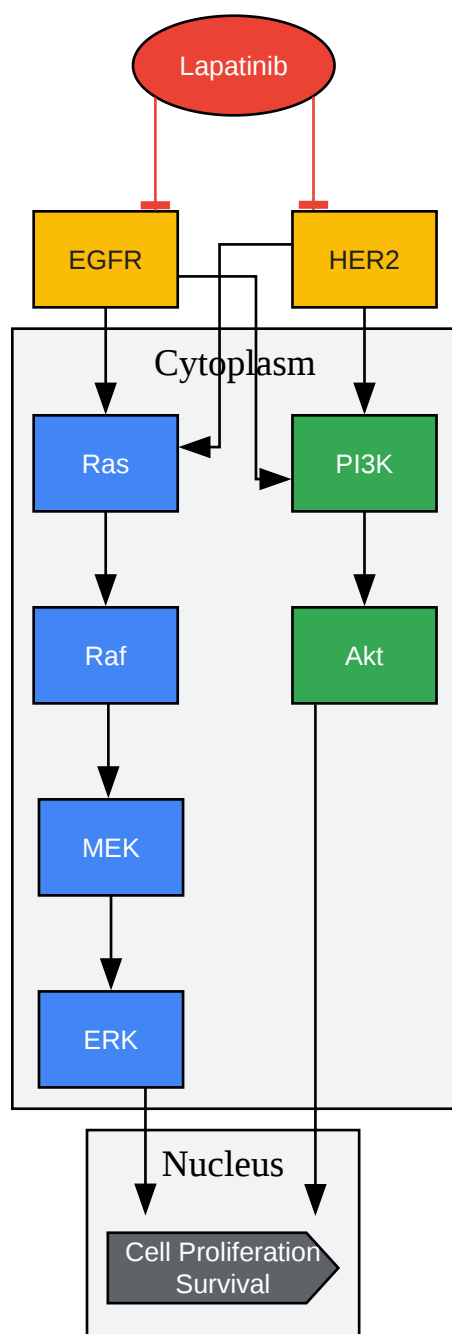 Lapatinib
EGFR
HER2
Cytoplasm
Ras
PI3K
Raf
Akt
MEK
ERK
Nucleus
Cell Proliferation
Survival